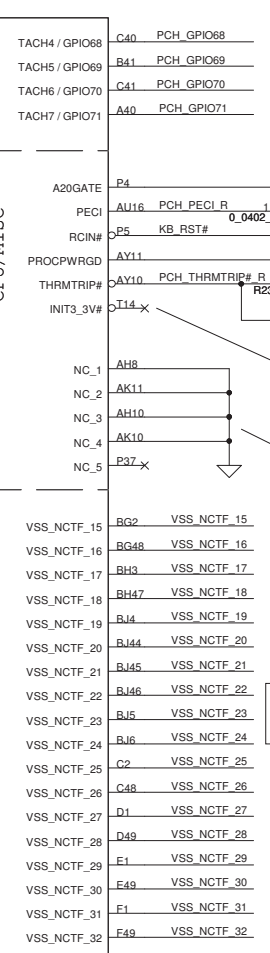 TACH4 / GPIO68 C40 PCH_GPIO68
TACH5 / GPIO69 B41 PCH_GPIO69
TACH6 / GPIO70 C41 PCH_GPIO70
TACH7 / GPIO71 A40 PCH_GPIO71
A20GATE P4
PECI AU16 PCH_PECI_R 1
0_0402_
RCIN# P5 KB_RST#
PROCPWRGD AY11
THRMTRIP# AY10 PCH_THRMTRIP#_R
R23
INIT3_3V# T14
NC_1 AH8
NC_2 AK11
NC_3 AH10
NC_4 AK10
NC_5 P37
VSS_NCTF_15 BG2 VSS_NCTF_15
VSS_NCTF_16 BG48 VSS_NCTF_16
VSS_NCTF_17 BH3 VSS_NCTF_17
VSS_NCTF_18 BH47 VSS_NCTF_18
VSS_NCTF_19 BJ4 VSS_NCTF_19
VSS_NCTF_20 BJ44 VSS_NCTF_20
VSS_NCTF_21 BJ45 VSS_NCTF_21
VSS_NCTF_22 BJ46 VSS_NCTF_22
VSS_NCTF_23 BJ5 VSS_NCTF_23
VSS_NCTF_24 BJ6 VSS_NCTF_24
VSS_NCTF_25 C2 VSS_NCTF_25
VSS_NCTF_26 C48 VSS_NCTF_26
VSS_NCTF_27 D1 VSS_NCTF_27
VSS_NCTF_28 D49 VSS_NCTF_28
VSS_NCTF_29 E1 VSS_NCTF_29
VSS_NCTF_30 E49 VSS_NCTF_30
VSS_NCTF_31 F1 VSS_NCTF_31
VSS_NCTF_32 F49 VSS_NCTF_32